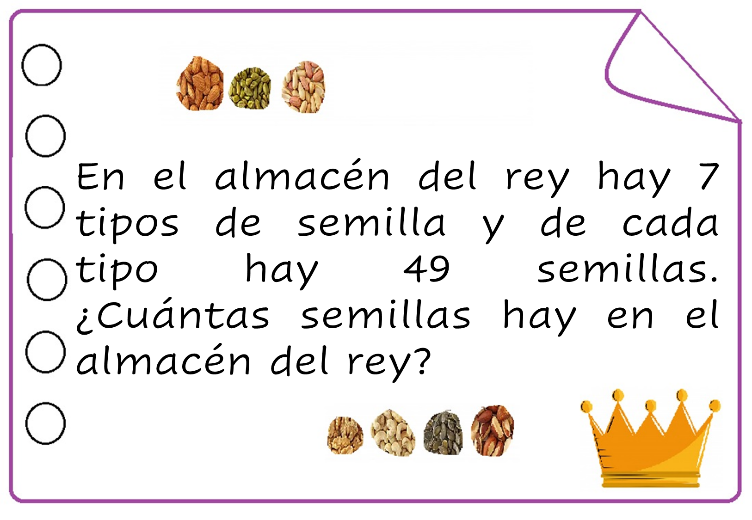 En el almacén del rey hay 7
tipos de semilla y de cada
tipo hay 49 semillas.
¿Cuántas semillas hay en el
almacén del rey?